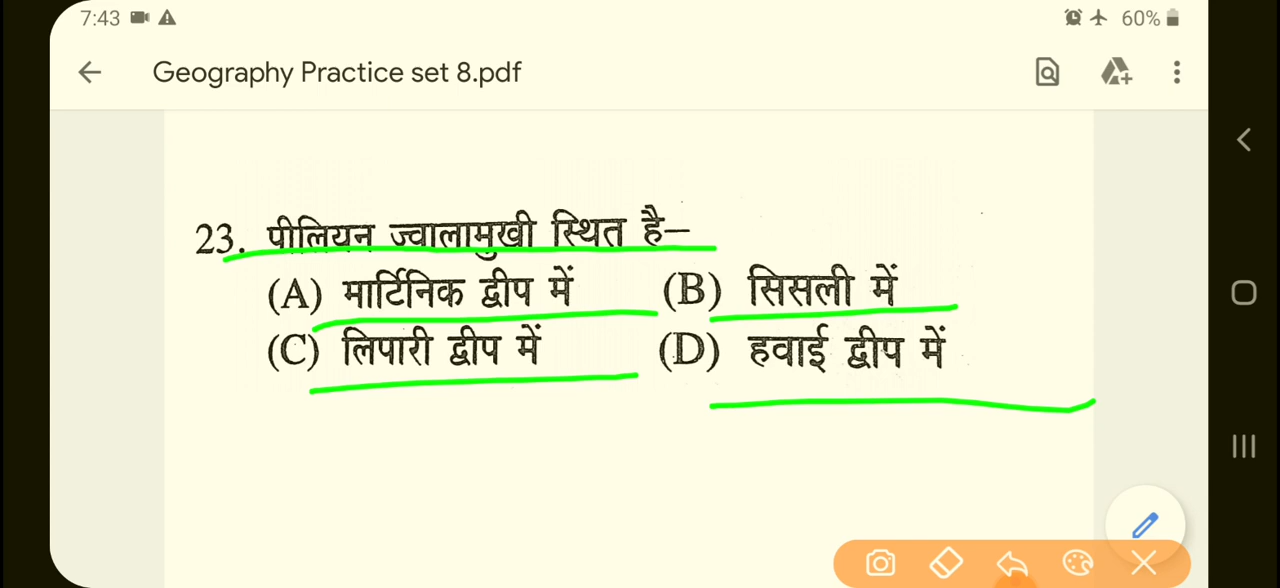 7:43 60%
Geography Practice set 8.pdf
23. पीलियन ज्वालामुखी स्थित है–
(A) मार्टिनिक द्वीप में (B) सिसली में
(C) लिपारी द्वीप में (D) हवाई द्वीप में